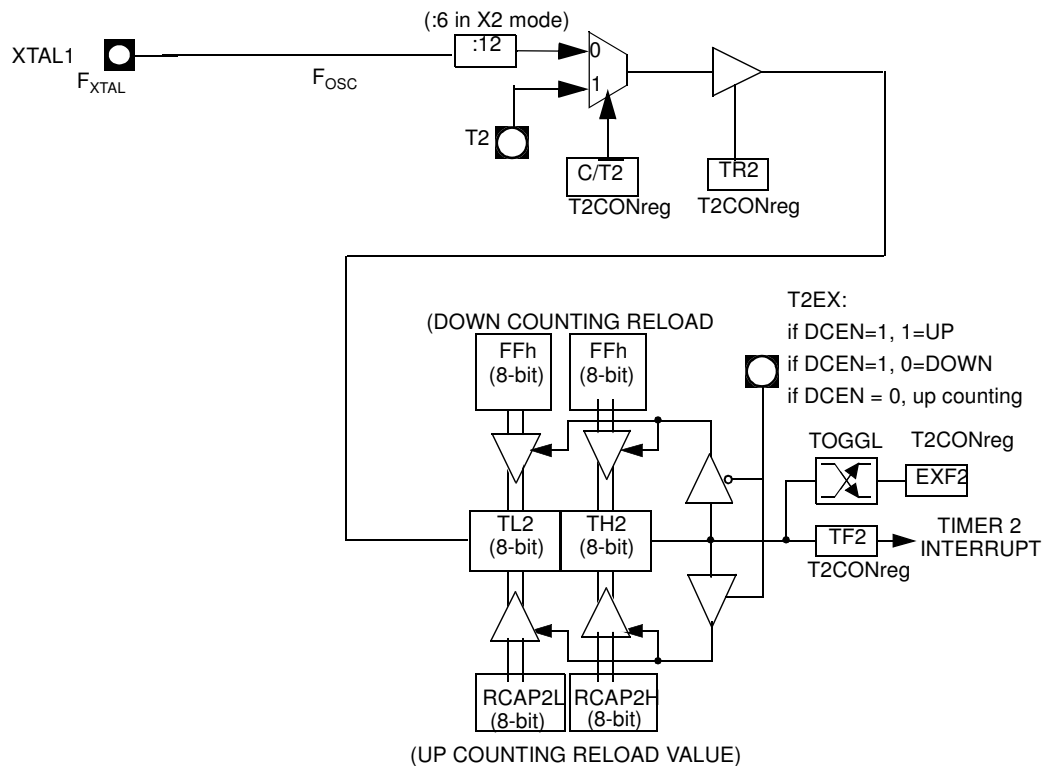 (:6 in X2 mode)
XTAL1
:12
0
FXTAL
FOSC
1
T2
C/T2
TR2
T2CONreg
T2CONreg
T2EX:
(DOWN COUNTING RELOAD
if DCEN=1, 1=UP
FFh
(8-bit)
FFh
(8-bit)
if DCEN=1, 0=DOWN
if DCEN = 0, up counting
TOGGL
T2CONreg
EXF2
TL2
(8-bit)
TH2
(8-bit)
TF2
TIMER 2
INTERRUPT
T2CONreg
RCAP2L
(8-bit)
RCAP2H
(8-bit)
(UP COUNTING RELOAD VALUE)